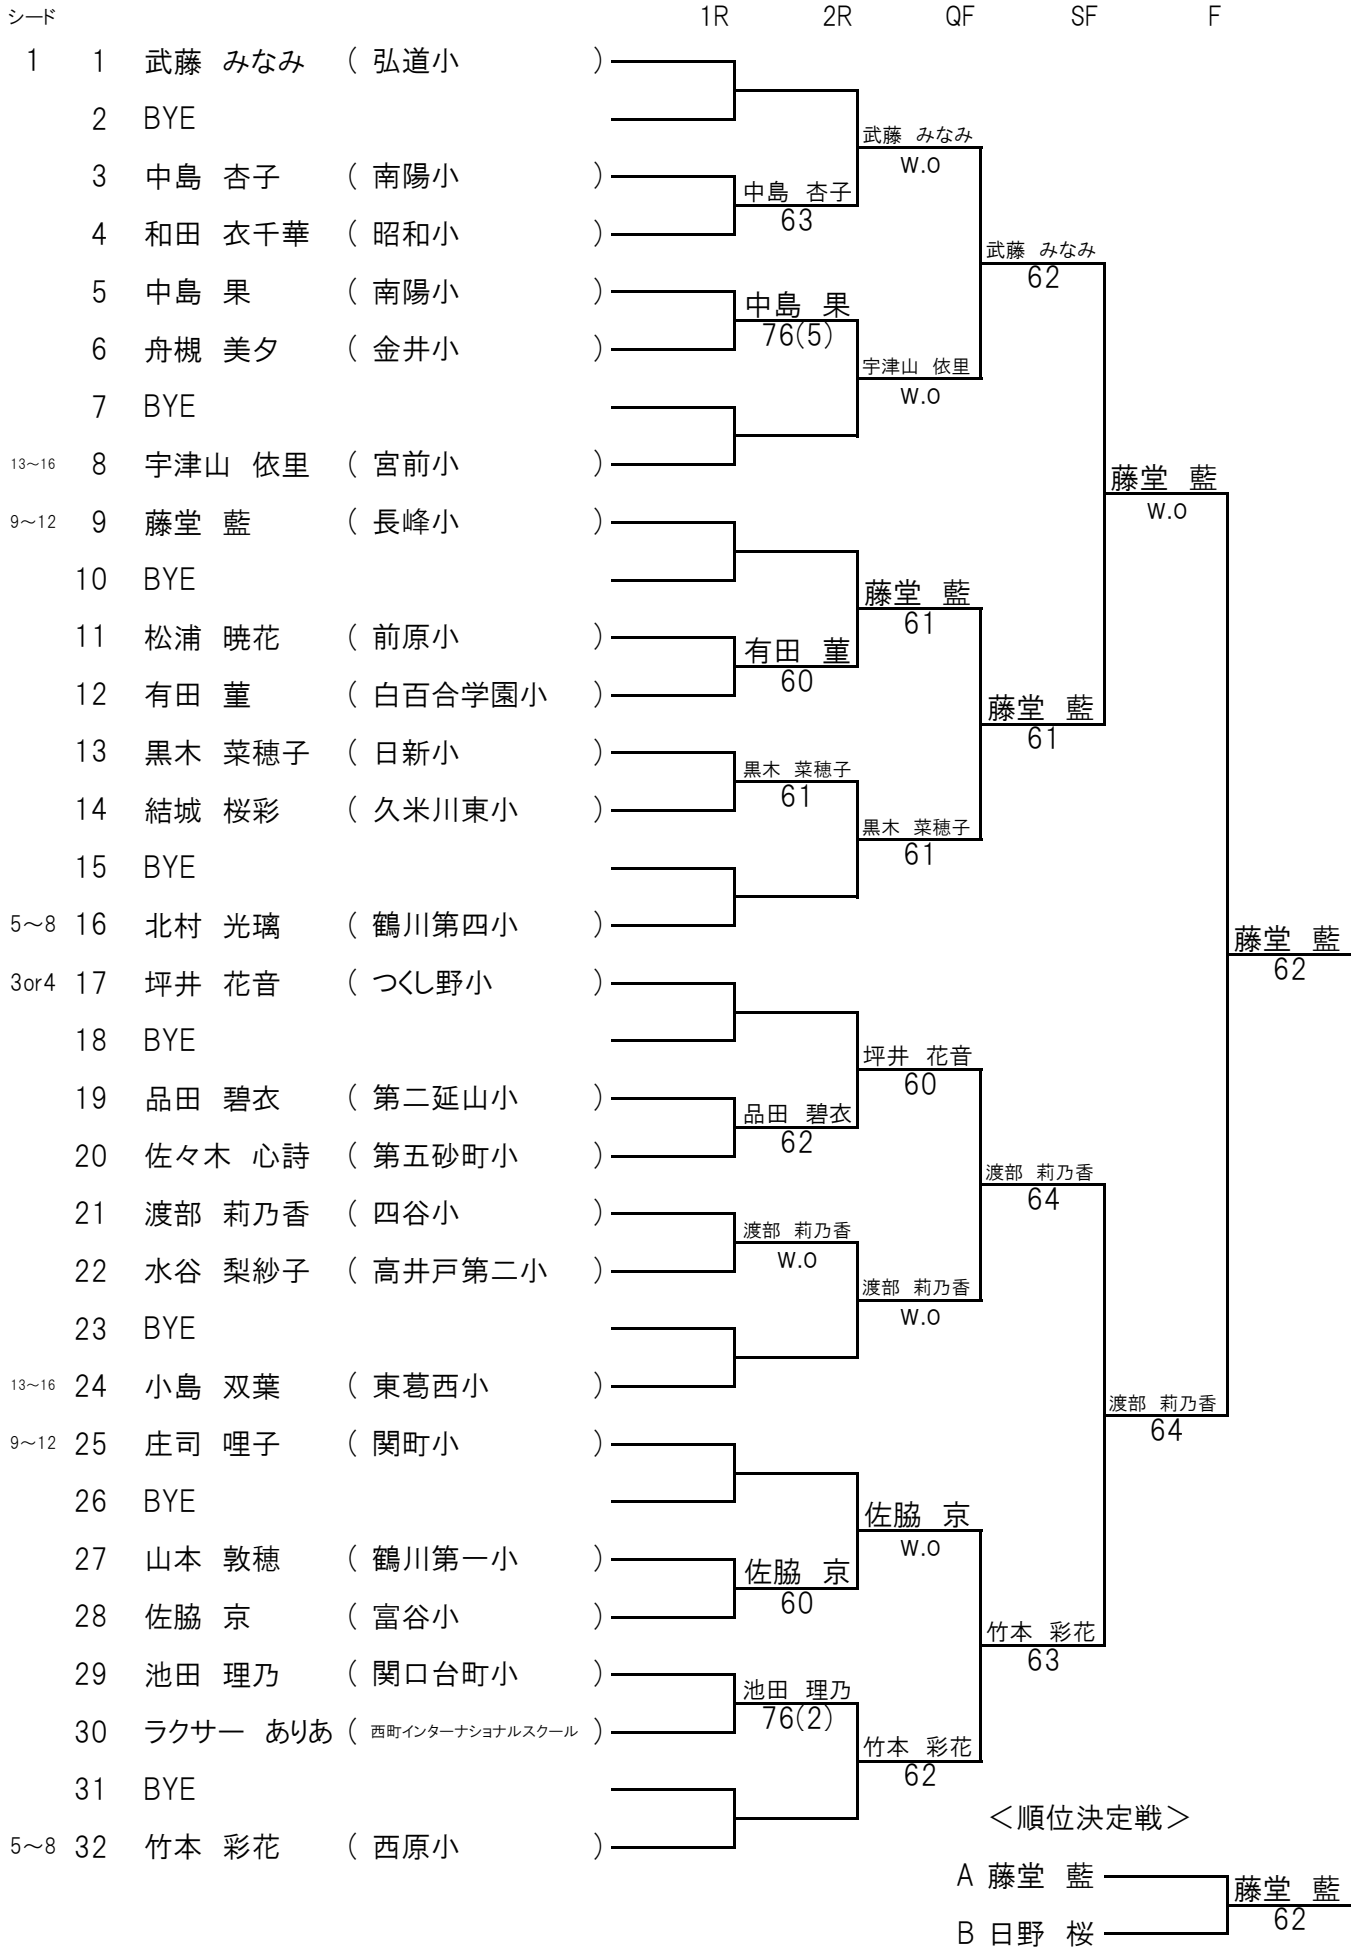 シード 1R 2R QF SF F
1 1 武藤 みなみ ( 弘道小 )
2 BYE
武藤 みなみ
w.o
3 中島 杏子 ( 南陽小 )
中島 杏子
63
4 和田 衣千華 ( 昭和小 )
武藤 みなみ
62
5 中島 果 ( 南陽小 )
中島 果
76(5)
6 舟槻 美夕 ( 金井小 )
宇津山 依里
w.o
7 BYE
13~16 8 宇津山 依里 ( 宮前小 )
藤堂 藍
w.o
9~12 9 藤堂 藍 ( 長峰小 )
10 BYE
藤堂 藍
61
11 松浦 暁花 ( 前原小 )
有田 菫
60
12 有田 菫 ( 白百合学園小 )
藤堂 藍
61
13 黒木 菜穂子 ( 日新小 )
黒木 菜穂子
61
14 結城 桜彩 ( 久米川東小 )
黒木 菜穂子
61
15 BYE
5~8 16 北村 光璃 ( 鶴川第四小 )
藤堂 藍
62
3or4 17 坪井 花音 ( つくし野小 )
18 BYE
坪井 花音
60
19 品田 碧衣 ( 第二延山小 )
品田 碧衣
62
20 佐々木 心詩 ( 第五砂町小 )
渡部 莉乃香
64
21 渡部 莉乃香 ( 四谷小 )
渡部 莉乃香
w.o
22 水谷 梨紗子 ( 高井戸第二小 )
渡部 莉乃香
w.o
23 BYE
13~16 24 小島 双葉 ( 東葛西小 )
渡部 莉乃香
64
9~12 25 庄司 哩子 ( 関町小 )
26 BYE
佐脇 京
w.o
27 山本 敦穂 ( 鶴川第一小 )
佐脇 京
60
28 佐脇 京 ( 富谷小 )
竹本 彩花
63
29 池田 理乃 ( 関口台町小 )
池田 理乃
76(2)
30 ラクサー ありあ ( 西町インターナショナルスクール )
竹本 彩花
62
31 BYE
5~8 32 竹本 彩花 ( 西原小 )
＜順位決定戦＞
A 藤堂 藍
藤堂 藍
62
B 日野 桜